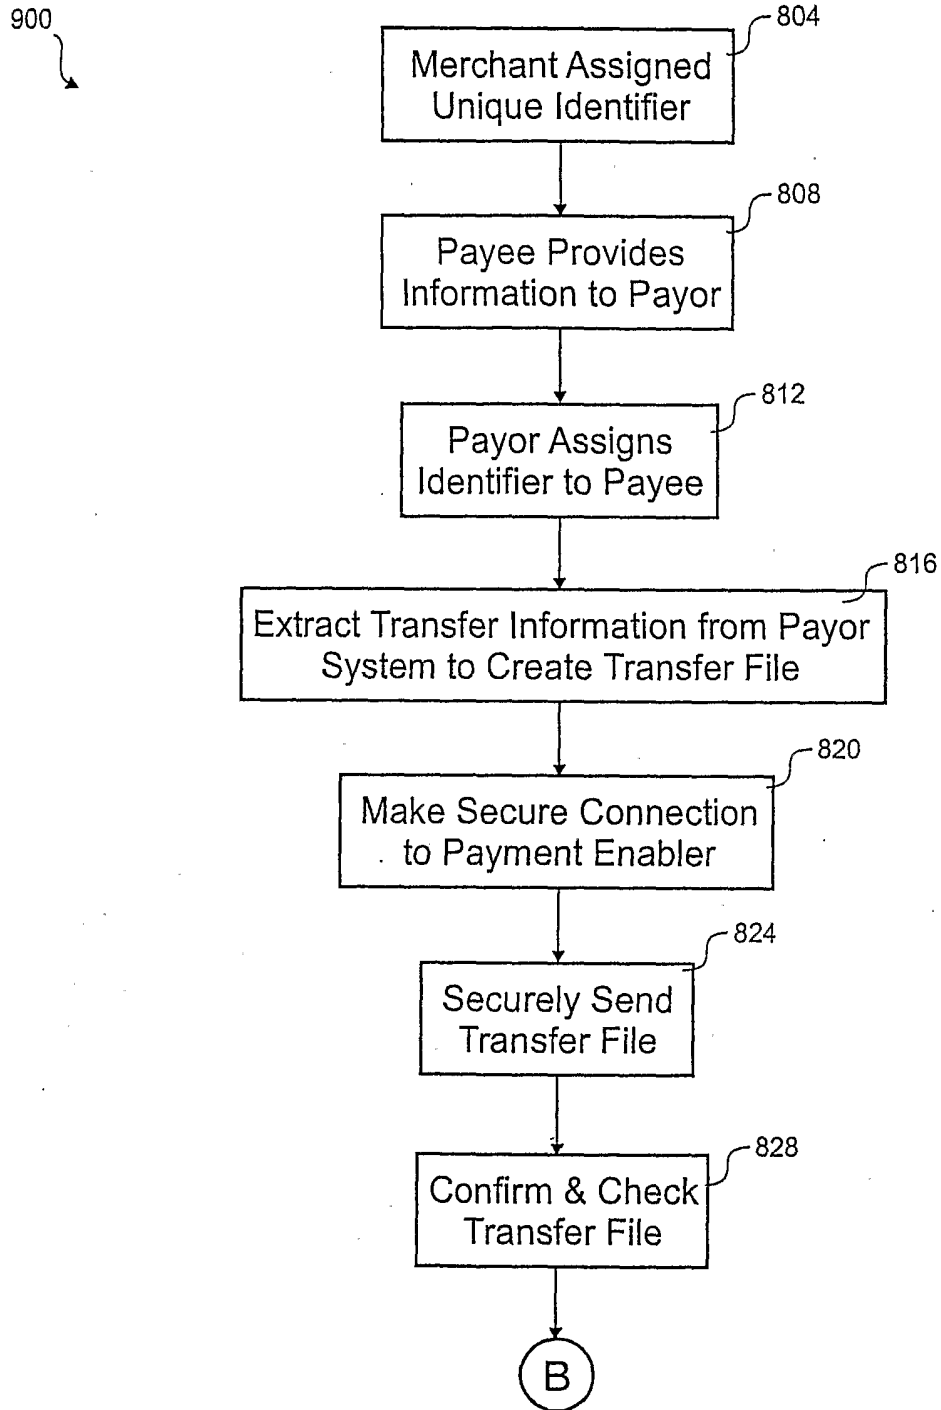 900
804
Merchant Assigned
Unique Identifier
808
Payee Provides
Information to Payor
812
Payor Assigns
Identifier to Payee
816
Extract Transfer Information from Payor
System to Create Transfer File
820
Make Secure Connection
to Payment Enabler
824
Securely Send
Transfer File
828
Confirm & Check
Transfer File
B